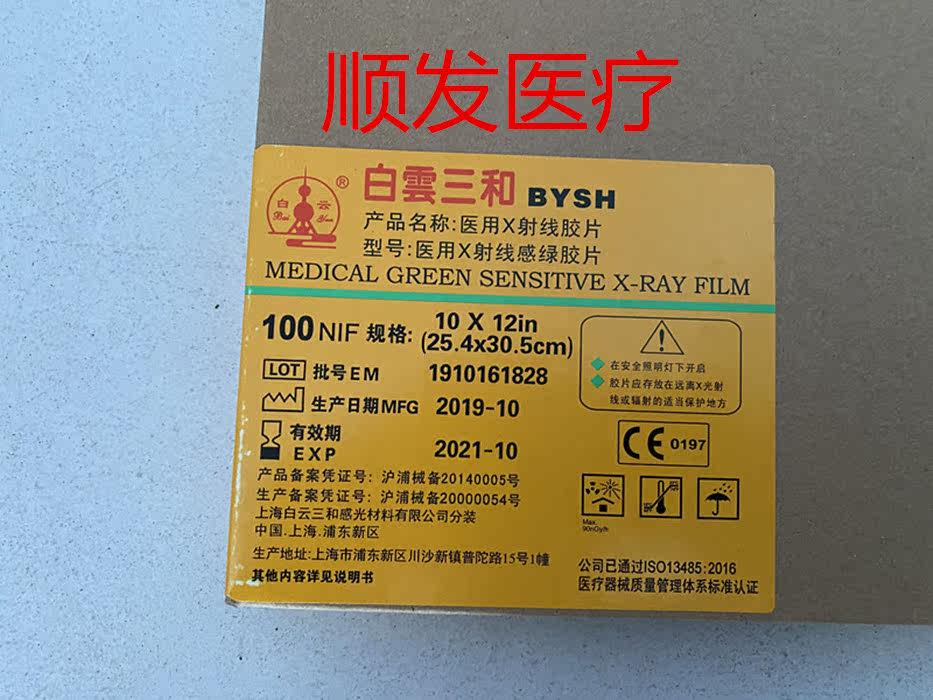 顺发医疗
白雲三和 BYSH
白 云
Bai Yun
®
产品名称:医用X射线胶片
型号:医用X射线感绿胶片
MEDICAL GREEN SENSITIVE X-RAY FILM
100 NIF 规格: 10 X 12in
(25.4x30.5cm)
LOT 批号EM 1910161828
生产日期MFG 2019-10
有效期
EXP 2021-10
在安全照明灯下开启
胶片应存放在远离X光射
线或辐射的适当保护地方
CE 0197
产品备案凭证号: 沪浦械备20140005号
生产备案凭证号: 沪浦械备20000054号
上海白云三和感光材料有限公司分装
中国.上海.浦东新区
生产地址:上海市浦东新区川沙新镇普陀路15号1幢
其他内容详见说明书
Max.
90nGy/h
公司已通过ISO13485:2016
医疗器械质量管理体系标准认证